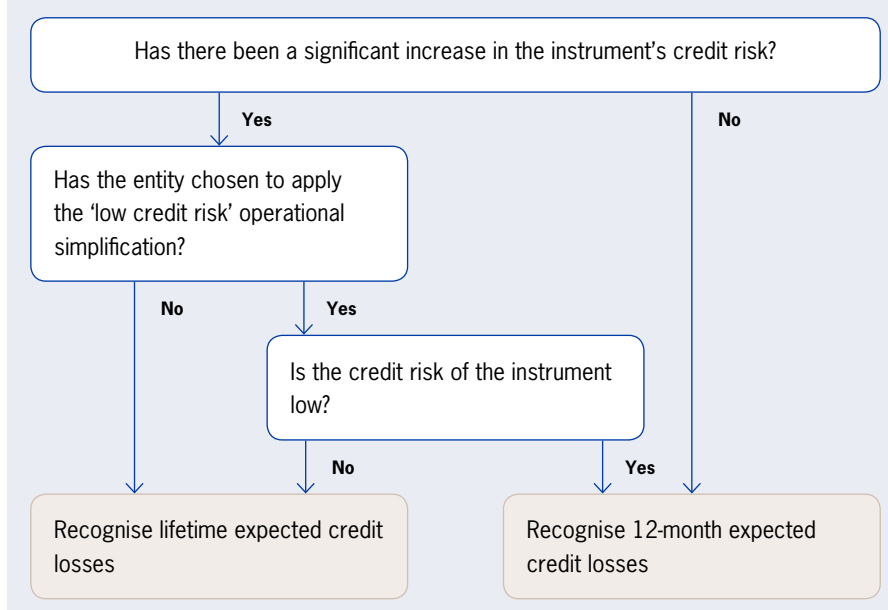 Has there been a significant increase in the instrument’s credit risk?
Yes
No
Has the entity chosen to apply
the ‘low credit risk’ operational
simplification?
No
Yes
Is the credit risk of the instrument
low?
No
Yes
Recognise lifetime expected credit
losses
Recognise 12-month expected
credit losses